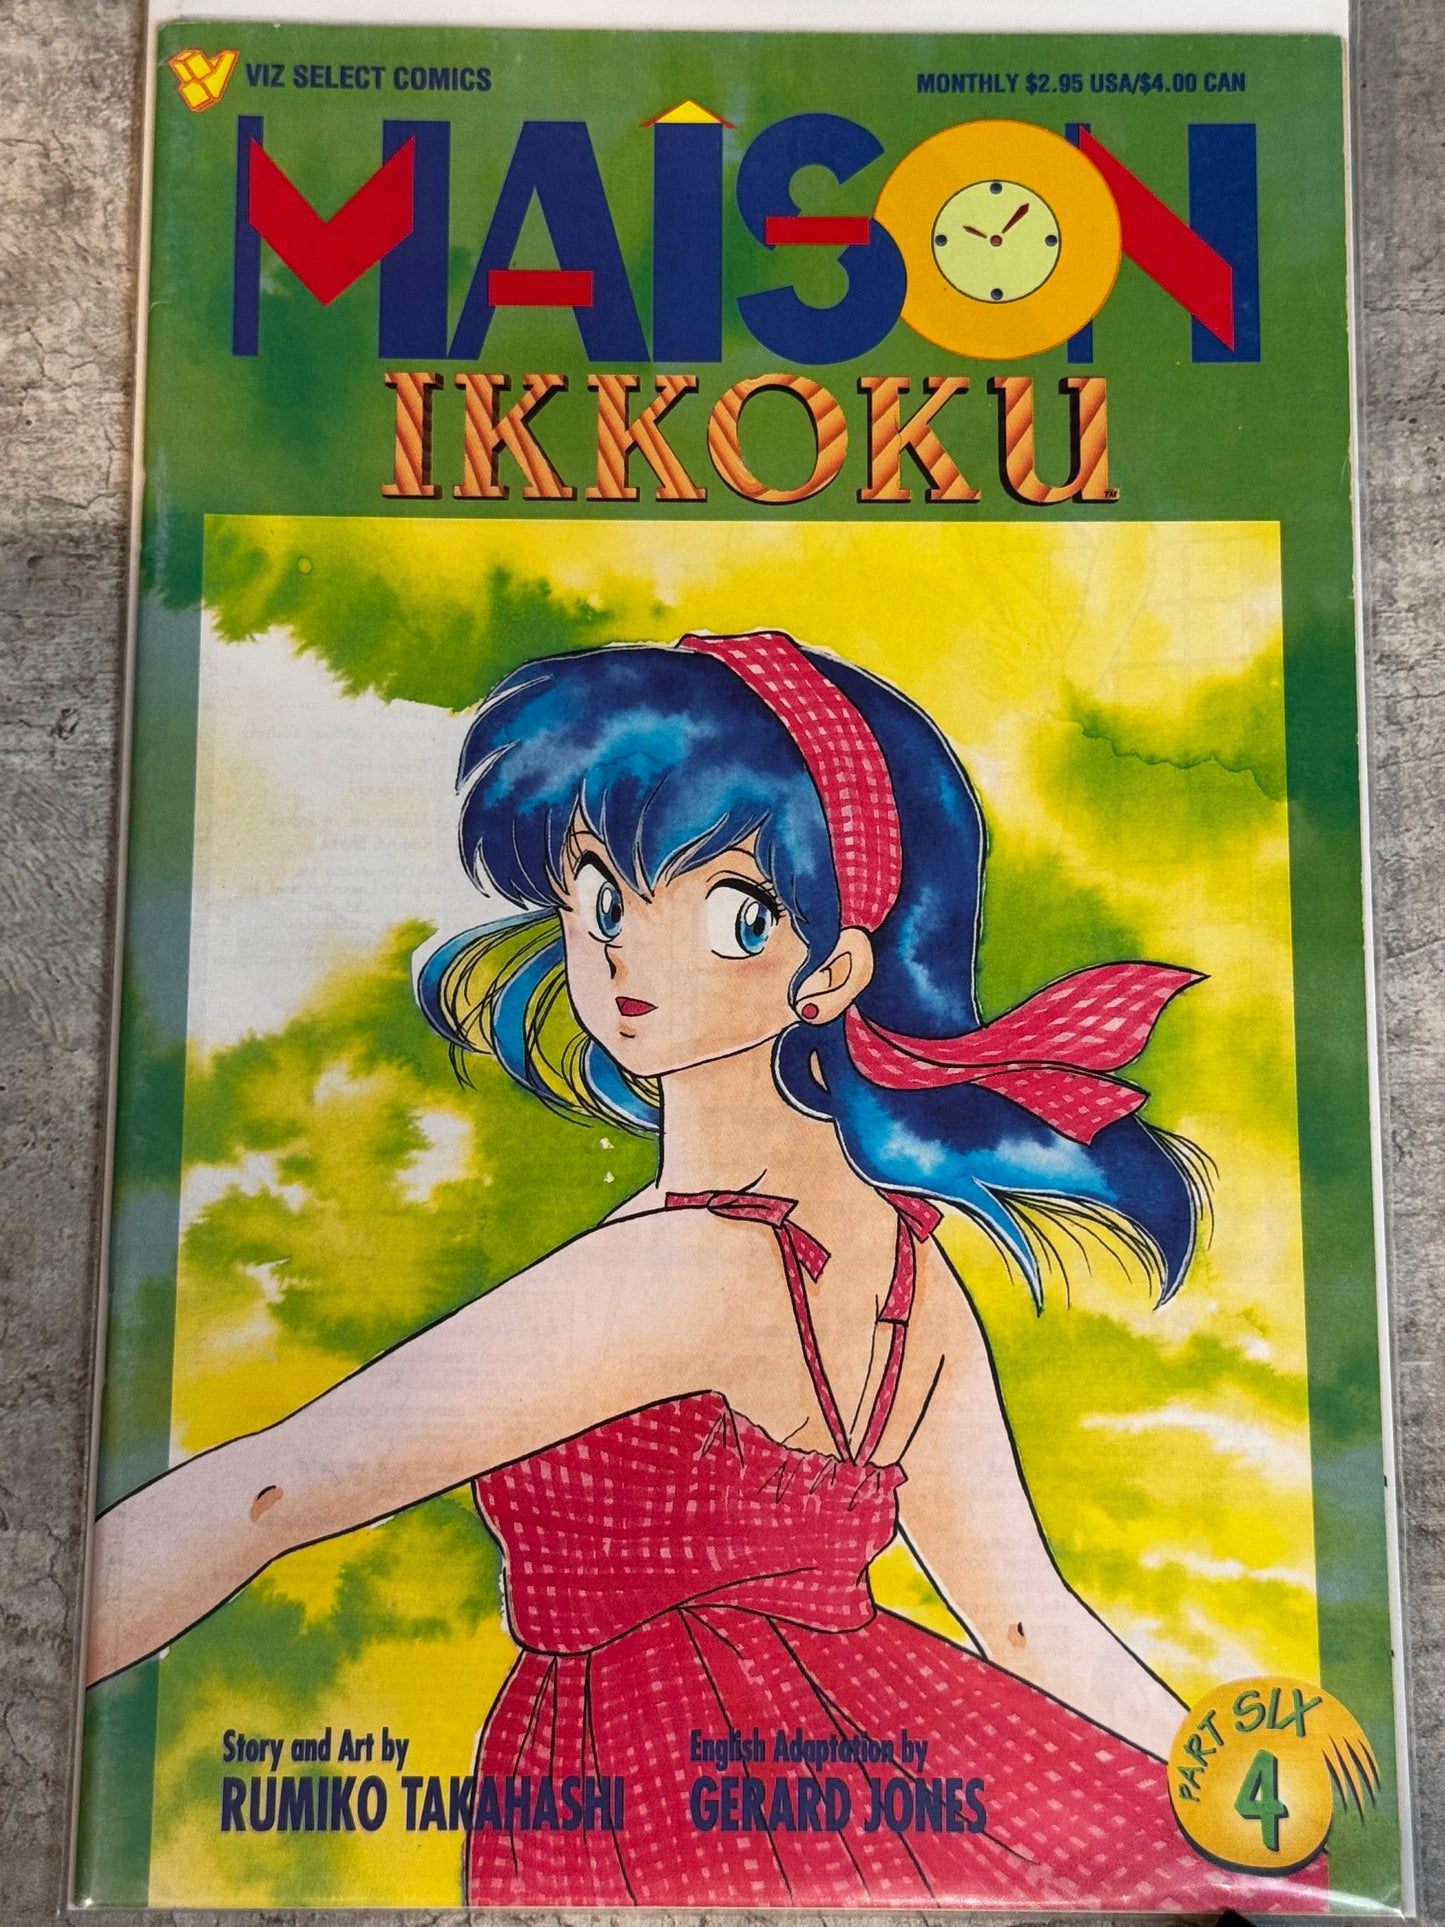 VIZ SELECT COMICS
MONTHLY $2.95 USA/$4.00 CAN
MAISON
IKKOKU™
Story and Art by
RUMIKO TAKAHASHI
English Adaptation by
GERARD JONES
PART SIX
4